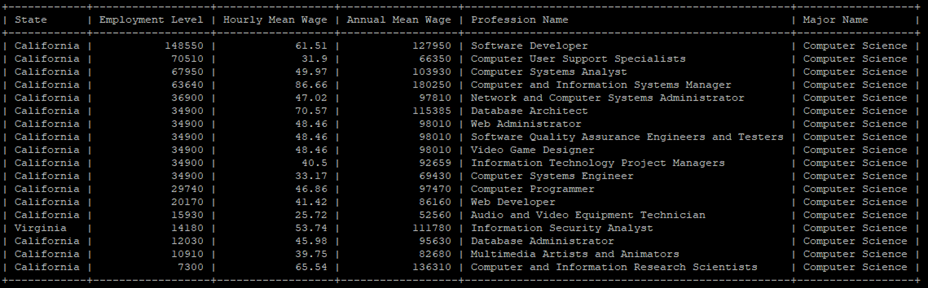 | State | Employment Level | Hourly Mean Wage | Annual Mean Wage | Profession Name | Major Name |
| California | 148550 | 61.51 | 127950 | Software Developer | Computer Science |
| California | 70510 | 31.9 | 66350 | Computer User Support Specialists | Computer Science |
| California | 67950 | 49.97 | 103930 | Computer Systems Analyst | Computer Science |
| California | 63640 | 86.66 | 180250 | Computer and Information Systems Manager | Computer Science |
| California | 36900 | 47.02 | 97810 | Network and Computer Systems Administrator | Computer Science |
| California | 34900 | 70.57 | 115385 | Database Architect | Computer Science |
| California | 34900 | 48.46 | 98010 | Web Administrator | Computer Science |
| California | 34900 | 48.46 | 98010 | Software Quality Assurance Engineers and Testers | Computer Science |
| California | 34900 | 48.46 | 98010 | Video Game Designer | Computer Science |
| California | 34900 | 40.5 | 92659 | Information Technology Project Managers | Computer Science |
| California | 34900 | 33.17 | 69430 | Computer Systems Engineer | Computer Science |
| California | 29740 | 46.86 | 97470 | Computer Programmer | Computer Science |
| California | 20170 | 41.42 | 86160 | Web Developer | Computer Science |
| California | 15930 | 25.72 | 52560 | Audio and Video Equipment Technician | Computer Science |
| Virginia | 14180 | 53.74 | 111780 | Information Security Analyst | Computer Science |
| California | 12030 | 45.98 | 95630 | Database Administrator | Computer Science |
| California | 10910 | 39.75 | 82680 | Multimedia Artists and Animators | Computer Science |
| California | 7300 | 65.54 | 136310 | Computer and Information Research Scientists | Computer Science |